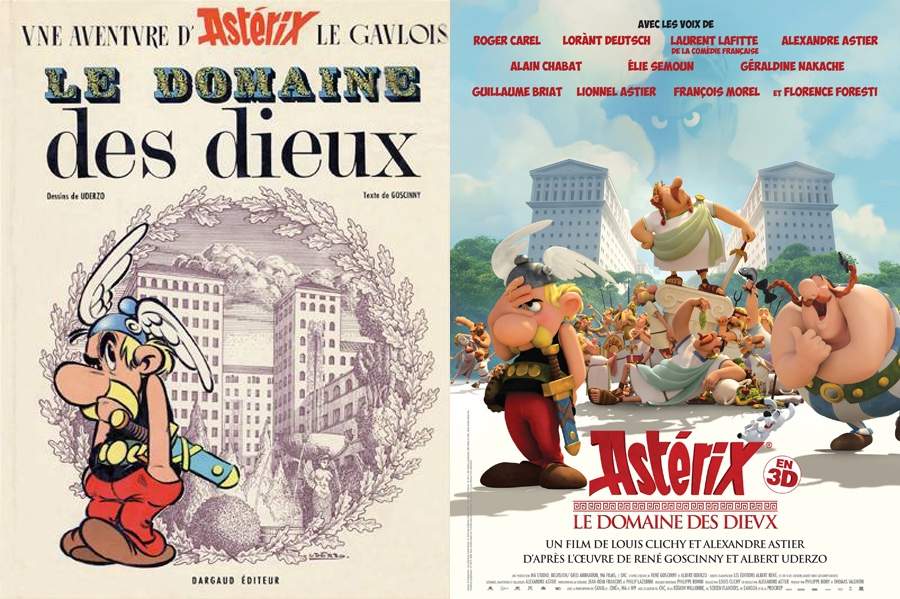 VNE AVENTVRE D'Astérix LE GAVLOIS
LE DOMAINE
des dieux
Dessins de UDERZO
Texte de GOSCINNY
UDERZO.
DARGAUD ÉDITEUR
AVEC LES VOIX DE
ROGER CAREL LORÀNT DEUTSCH LAURENT LAFITTE ALEXANDRE ASTIER
DE LA COMÉDIE FRANÇAISE
ALAIN CHABAT ÉLIE SEMOUN GÉRALDINE NAKACHE
GUILLAUME BRIAT LIONNEL ASTIER FRANÇOIS MOREL ET FLORENCE FORESTI
Astérix
EN
3D
LE DOMAINE DES DIEVX
UN FILM DE LOUIS CLICHY ET ALEXANDRE ASTIER
D'APRÈS L'ŒUVRE DE RENÉ GOSCINNY ET ALBERT UDERZO